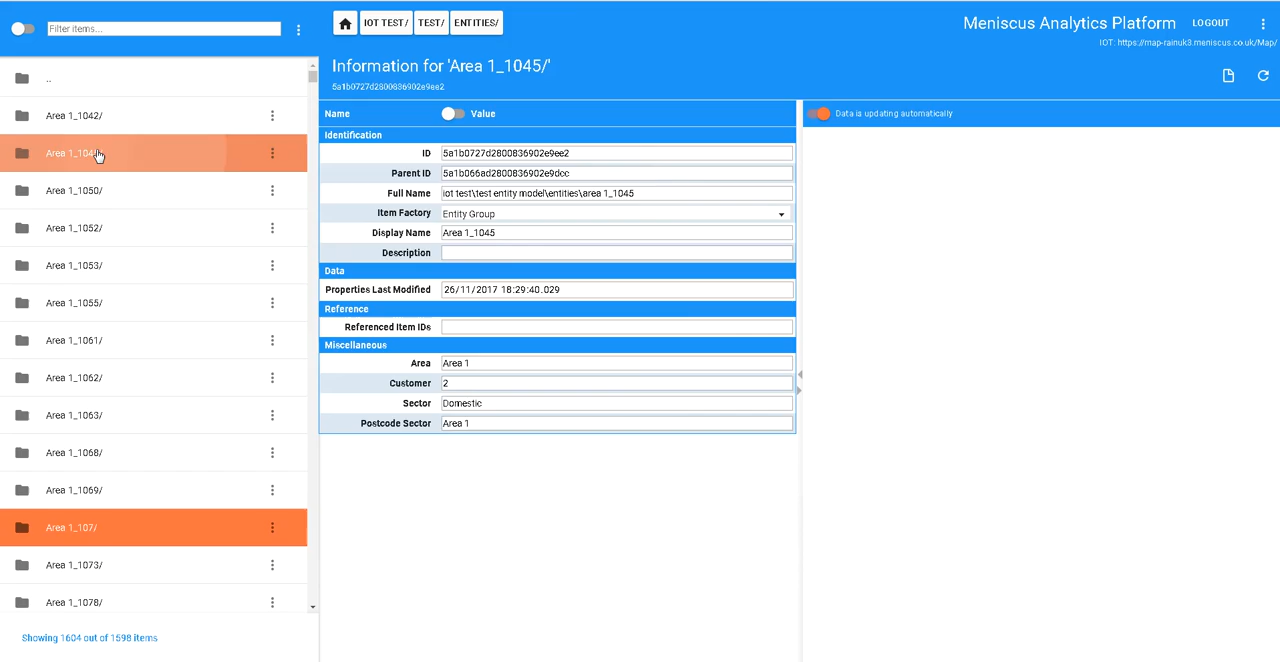 Filter items...
IOT TEST/ TEST/ ENTITIES/
Meniscus Analytics Platform LOGOUT
IOT: https://map-rainuk3.meniscus.co.uk/Map/
Information for 'Area 1_1045/'
5a1b0727d2800836902e9ee2
..
Area 1_1042/
Area 1_104
Area 1_1050/
Area 1_1052/
Area 1_1053/
Area 1_1055/
Area 1_1061/
Area 1_1062/
Area 1_1063/
Area 1_1068/
Area 1_1069/
Area 1_107/
Area 1_1073/
Area 1_1078/
Showing 1604 out of 1598 items
Name Value
Identification
ID 5a1b0727d2800836902e9ee2
Parent ID 5a1b066ad2800836902e9dcc
Full Name iot test\test entity model\entities\area 1_1045
Item Factory Entity Group
Display Name Area 1_1045
Description
Data
Properties Last Modified 26/11/2017 18:29:40.029
Reference
Referenced Item IDs
Miscellaneous
Area Area 1
Customer 2
Sector Domestic
Postcode Sector Area 1
Data is updating automatically